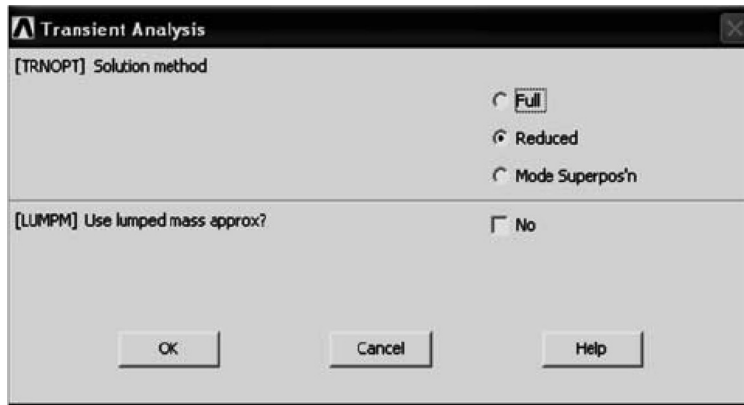 Transient Analysis
[TRNOPT] Solution method
Full
Reduced
Mode Superpos'n
[LUMPM] Use lumped mass approx?
No
OK Cancel Help